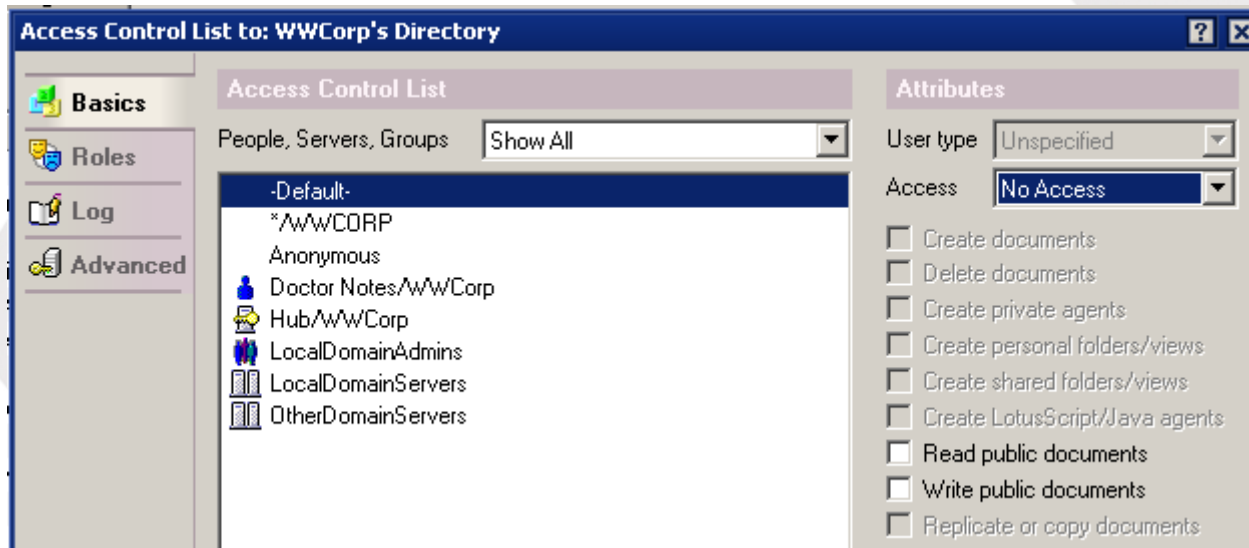 Access Control List to: WWCorp's Directory
Basics
Roles
Log
Advanced
Access Control List
People, Servers, Groups Show All
-Default-
*/WWCORP
Anonymous
Doctor Notes/WWCorp
Hub/WWCorp
LocalDomainAdmins
LocalDomainServers
OtherDomainServers
Attributes
User type Unspecified
Access No Access
Create documents
Delete documents
Create private agents
Create personal folders/views
Create shared folders/views
Create LotusScript/Java agents
Read public documents
Write public documents
Replicate or copy documents